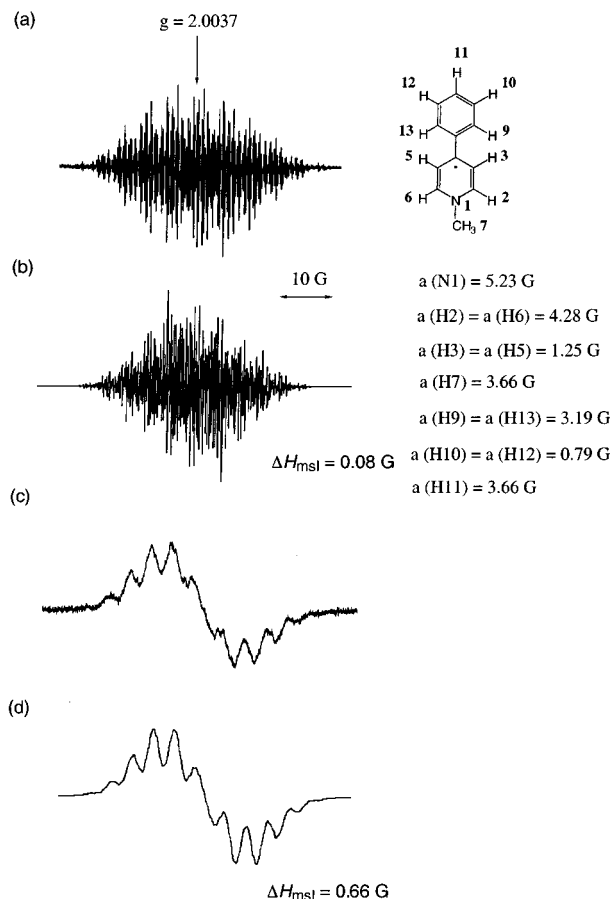 (a)
g = 2.0037
11
12
H
10
H
H
13
H
H
9
5
H
H
3
6
H
N
1
H
2
CH3 7
(b)
10 G
a (N1) = 5.23 G
a (H2) = a (H6) = 4.28 G
a (H3) = a (H5) = 1.25 G
a (H7) = 3.66 G
a (H9) = a (H13) = 3.19 G
ΔHmsl = 0.08 G
a (H10) = a (H12) = 0.79 G
a (H11) = 3.66 G
(c)
(d)
ΔHmsl = 0.66 G